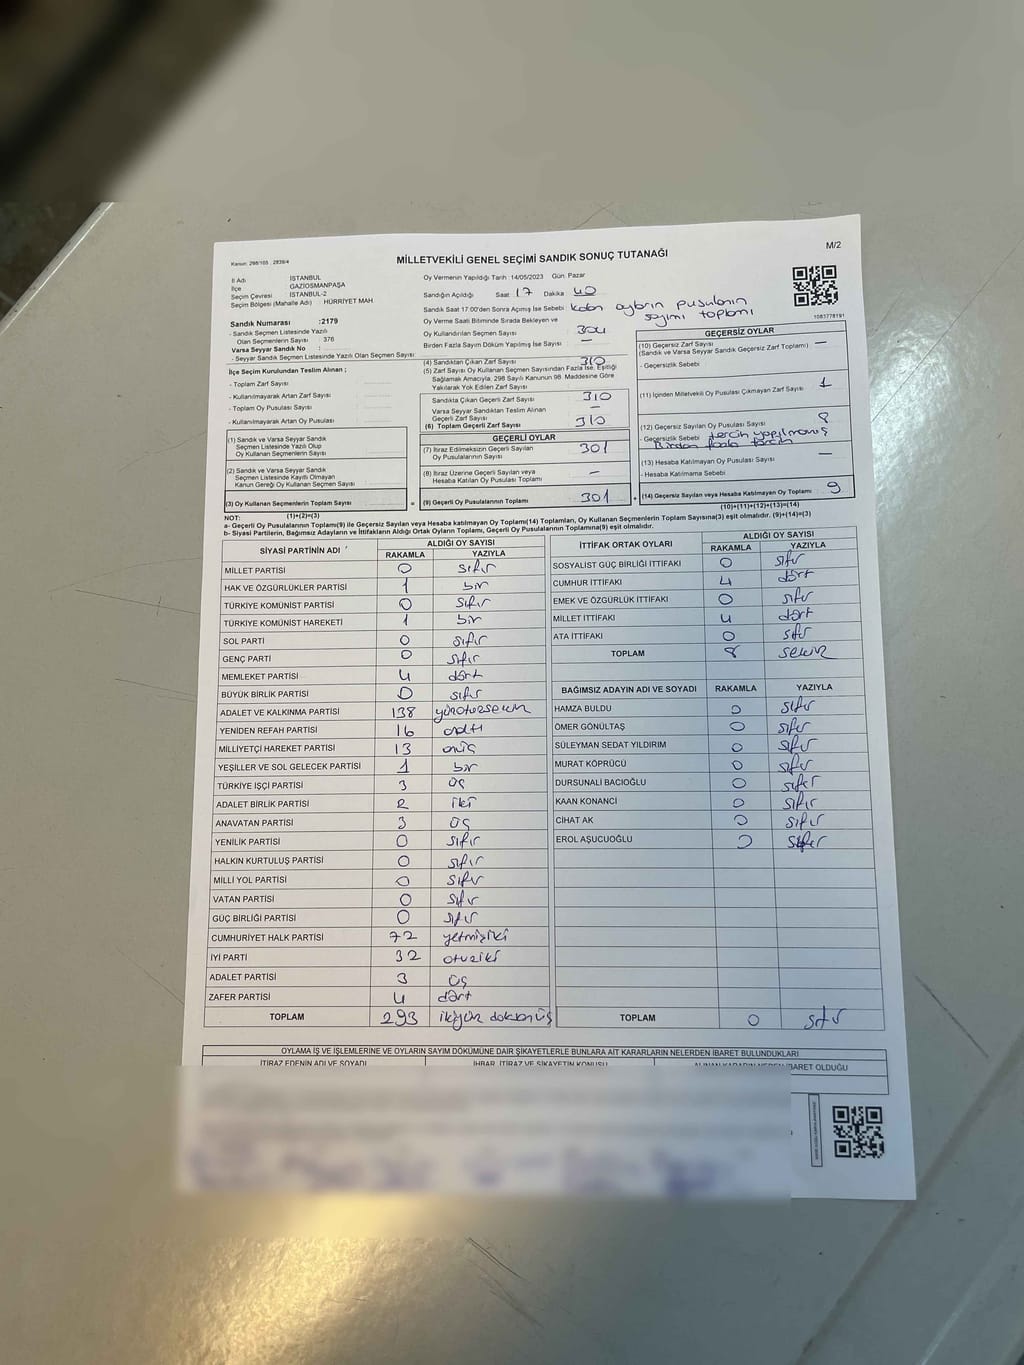 Kanun: 298/105 , 2839/4
MİLLETVEKİLİ GENEL SEÇİMİ SANDIK SONUÇ TUTANAĞI
M/2
İl Adı : İSTANBUL
İlçe : GAZİOSMANPAŞA
Seçim Çevresi : İSTANBUL-2
Seçim Bölgesi (Mahalle Adı) : HÜRRİYET MAH
Sandık Numarası :2179
- Sandık Seçmen Listesinde Yazılı
Olan Seçmenlerin Sayısı : 376
Varsa Seyyar Sandık No :
- Seyyar Sandık Seçmen Listesinde Yazılı Olan Seçmenlerin Sayısı:
İlçe Seçim Kurulundan Teslim Alınan ;
- Toplam Zarf Sayısı
- Kullanılmayarak Artan Zarf Sayısı
- Toplam Oy Pusulası Sayısı
- Kullanılmayarak Artan Oy Pusulası
(1) Sandık ve Varsa Seyyar Sandık
Seçmen Listesinde Yazılı Olup
Oy Kullanan Seçmenlerin Sayısı
(2) Sandık ve Varsa Seyyar Sandık
Seçmen Listesinde Kayıtlı Olmayan
Kanun Gereği Oy Kullanan Seçmen Sayısı
(3) Oy Kullanan Seçmenlerin Toplam Sayısı
(1)+(2)=(3)
Oy Vermenin Yapıldığı Tarih : 14/05/2023 Gün: Pazar
Sandığın Açıldığı Saat 17 Dakika 40
Sandık Saat 17.00'den Sonra Açılmış İse Sebebi pusulanın sayımı toplamı
Oy Verme Saati Bitiminde Sırada Bekleyen ve
Oy Kullandırılan Seçmen Sayısı 304
Birden Fazla Sayım Döküm Yapılmış İse Sayısı —
(4) Sandıktan Çıkan Zarf Sayısı 310
(5) Zarf Sayısı Oy Kullanan Seçmen Sayısından Fazla İse, Eşitliği
Sağlamak Amacıyla, 298 Sayılı Kanunun 98. Maddesine Göre
Yakılarak Yok Edilen Zarf Sayısı
Sandıkta Çıkan Geçerli Zarf Sayısı 310
Varsa Seyyar Sandıktan Teslim Alınan
Geçerli Zarf Sayısı —
(6) Toplam Geçerli Zarf Sayısı 310
GEÇERLİ OYLAR
(7) İtiraz Edilmeksizin Geçerli Sayılan
Oy Pusulalarının Sayısı 301
(8) İtiraz Üzerine Geçerli Sayılan veya
Hesaba Katılan Oy Pusulası Toplamı —
= (9) Geçerli Oy Pusulalarının Toplamı 301
1083778191
GEÇERSİZ OYLAR
(10) Geçersiz Zarf Sayısı —
(Sandık ve Varsa Seyyar Sandık Geçersiz Zarf Toplamı)
- Geçersizlik Sebebi
(11) İçinden Milletvekili Oy Pusulası Çıkmayan Zarf Sayısı 1
(12) Geçersiz Sayılan Oy Pusulası Sayısı 8
- Geçersizlik Sebebi tercih yapılmamış
Birden fazla tercih
(13) Hesaba Katılmayan Oy Pusulası Sayısı —
- Hesaba Katılmama Sebebi
+ (14) Geçersiz Sayılan veya Hesaba Katılmayan Oy Toplamı 9
(10)+(11)+(12)+(13)=(14)
NOT:
a- Geçerli Oy Pusulalarının Toplamı(9) ile Geçersiz Sayılan veya Hesaba katılmayan Oy Toplamı(14) Toplamları, Oy Kullanan Seçmenlerin Toplam Sayısına(3) eşit olmalıdır. (9)+(14)=(3)
b- Siyasi Partilerin, Bağımsız Adayların ve İttifakların Aldığı Ortak Oyların Toplamı, Geçerli Oy Pusulalarının Toplamına(9) eşit olmalıdır.
SİYASİ PARTİNİN ADI ALDIĞI OY SAYISI
RAKAMLA YAZIYLA
MİLLET PARTİSİ 0 sıfır
HAK VE ÖZGÜRLÜKLER PARTİSİ 1 bir
TÜRKİYE KOMÜNİST PARTİSİ 0 sıfır
TÜRKİYE KOMÜNİST HAREKETİ 1 bir
SOL PARTİ 0 sıfır
GENÇ PARTİ 0 sıfır
MEMLEKET PARTİSİ 4 dört
BÜYÜK BİRLİK PARTİSİ 0 sıfır
ADALET VE KALKINMA PARTİSİ 138 yüzotuzsekiz
YENİDEN REFAH PARTİSİ 16 onaltı
MİLLİYETÇİ HAREKET PARTİSİ 13 onüç
YEŞİLLER VE SOL GELECEK PARTİSİ 1 bir
TÜRKİYE İŞÇİ PARTİSİ 3 üç
ADALET BİRLİK PARTİSİ 2 iki
ANAVATAN PARTİSİ 3 üç
YENİLİK PARTİSİ 0 sıfır
HALKIN KURTULUŞ PARTİSİ 0 sıfır
MİLLİ YOL PARTİSİ 0 sıfır
VATAN PARTİSİ 0 sıfır
GÜÇ BİRLİĞİ PARTİSİ 0 sıfır
CUMHURİYET HALK PARTİSİ 72 yetmişiki
İYİ PARTİ 32 otuziki
ADALET PARTİSİ 3 üç
ZAFER PARTİSİ 4 dört
TOPLAM 293 ikiyüz doksanüç
İTTİFAK ORTAK OYLARI ALDIĞI OY SAYISI
RAKAMLA YAZIYLA
SOSYALIST GÜÇ BİRLİĞİ İTTİFAKI 0 sıfır
CUMHUR İTTİFAKI 4 dört
EMEK VE ÖZGÜRLÜK İTTİFAKI 0 sıfır
MİLLET İTTİFAKI 4 dört
ATA İTTİFAKI 0 sıfır
TOPLAM 8 sekiz
BAĞIMSIZ ADAYIN ADI VE SOYADI RAKAMLA YAZIYLA
HAMZA BULDU 0 sıfır
ÖMER GÖNÜLTAŞ 0 sıfır
SÜLEYMAN SEDAT YILDIRIM 0 sıfır
MURAT KÖPRÜCÜ 0 sıfır
DURSUNALİ BACIOĞLU 0 sıfır
KAAN KONANCİ 0 sıfır
CİHAT AK 0 sıfır
EROL AŞUCUOĞLU 0 sıfır
TOPLAM 0 sıfır
OYLAMA İŞ VE İŞLEMLERİNE VE OYLARIN SAYIM DÖKÜMÜNE DAİR ŞİKAYETLERLE BUNLARA AİT KARARLARIN NELERDEN İBARET BULUNDUKLARI
İTİRAZ EDENİN ADI VE SOYADI İHBAR, İTİRAZ VE ŞİKAYETİN KONUSU ALINAN KARARIN NEDEN İBARET OLDUĞU